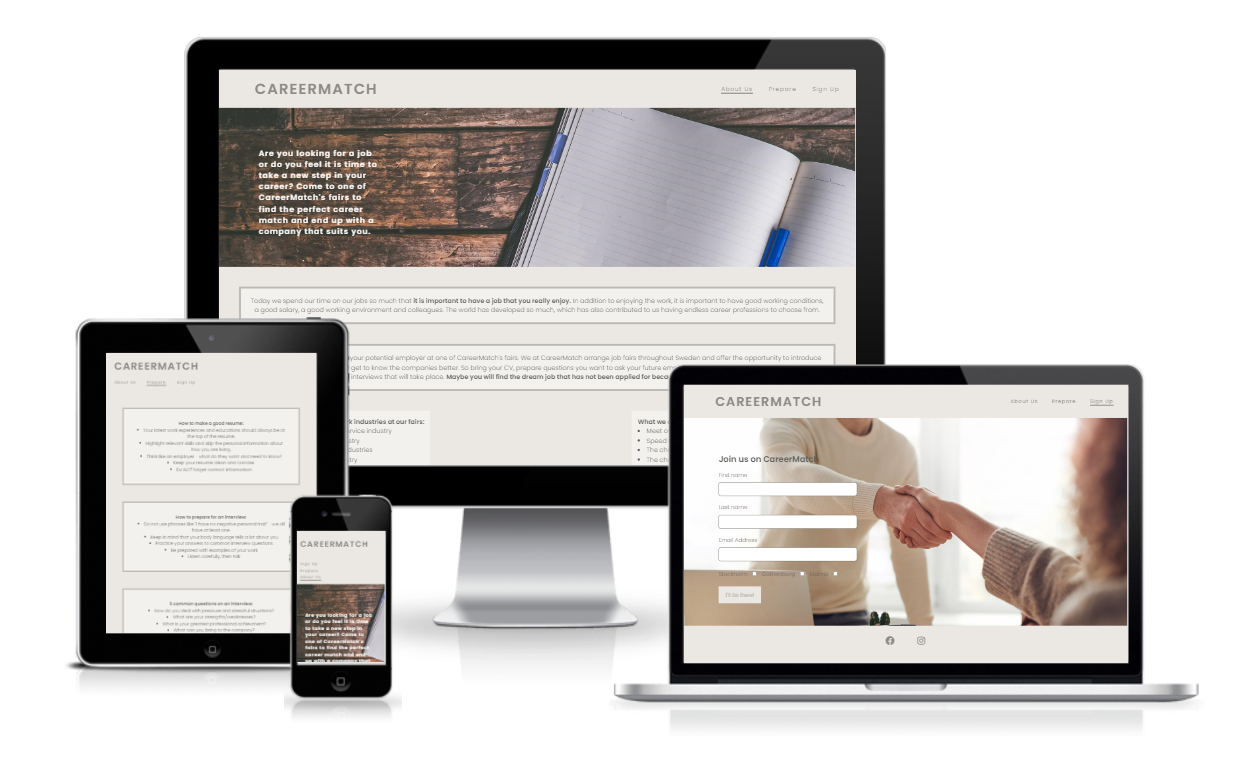 CAREERMATCH
About Us Prepare Sign Up
Are you looking for a job
or do you feel it is time to
take a new step in your
career? Come to one of
CareerMatch's fairs to
find the perfect career
match and end up with a
company that suits you.
Today we spend our time on our jobs so much that it is important to have a job that you really enjoy. In addition to enjoying the work, it is important to have good working conditions,
a good salary, a good working environment and colleagues. The world has developed so much, which has also contributed to us having endless career professions to choose from.
your potential employer at one of CareerMatch's fairs. We at CareerMatch arrange job fairs throughout Sweden and offer the opportunity to introduce
get to know the companies better. So bring your CV, prepare questions you want to ask your future em
interviews that will take place. Maybe you will find the dream job that has not been applied for beca
k industries at our fairs:
rvice industry
stry
dustries
try
What we
Meet o
Speed
The cha
The cha
CAREERMATCH
About Us Prepare Sign Up
How to make a good resume:
Your latest work experiences and educations should always be at
the top of the resume
Highlight relevant skills and skip the personal information about
how you are living
Think like an employer - what do they want and need to know?
Keep your resume clean and concise
Do NOT forget contact information!
How to prepare for an interview:
Do not use phrases like "I have no negative personal trait" - we all
have at least one
Keep in mind that your body language tells a lot about you
Practice your answers to common interview questions
Be prepared with examples of your work
Listen carefully, then talk
3 common questions on an interview:
How do you deal with pressure and stressful situations?
What are your strengths/weaknesses?
What is your greatest professional achievement?
What can you bring to the company?
CAREERMATCH
Sign Up
Prepare
About Us
Are you looking for a job
or do you feel it is time
to take a new step in
your career? Come to
one of CareerMatch's
fairs to find the perfect
career match and end
up with a company that
CAREERMATCH
About Us Prepare Sign Up
Join us on CareerMatch
First name
Last name
Email Address
Stockholm Gothenburg Malmo
I'll be there!